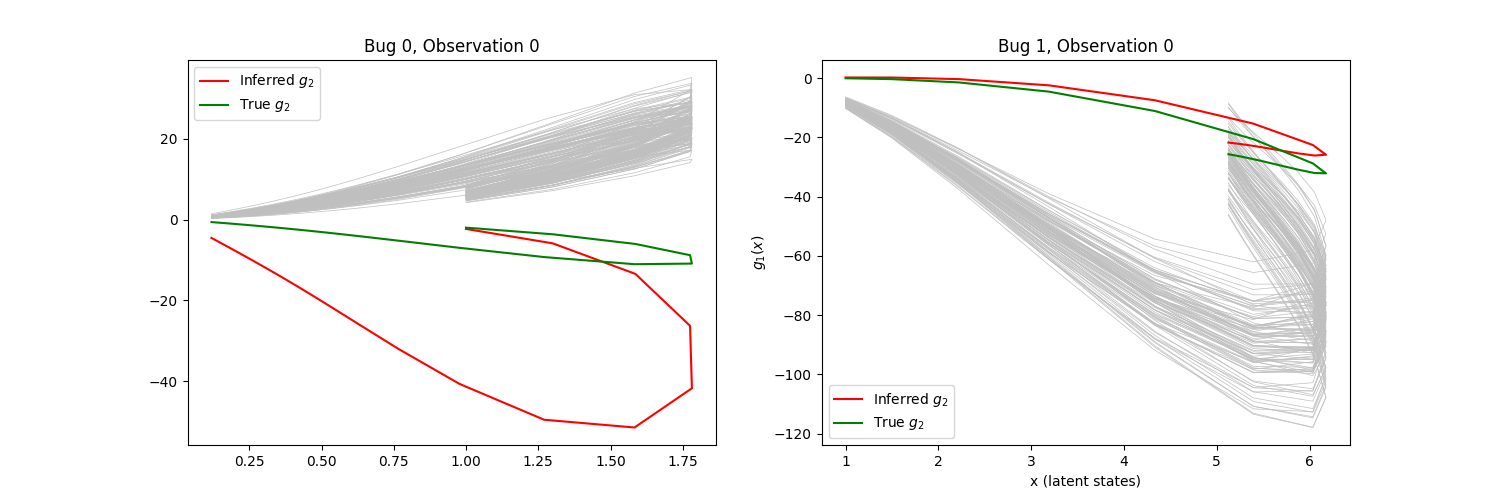 Bug 0, Observation 0
Inferred g₂
True g₂
20
0
−20
−40
0.25 0.50 0.75 1.00 1.25 1.50 1.75
Bug 1, Observation 0
g₁(x)
0
−20
−40
−60
−80
−100
−120
Inferred g₂
True g₂
1 2 3 4 5 6
x (latent states)